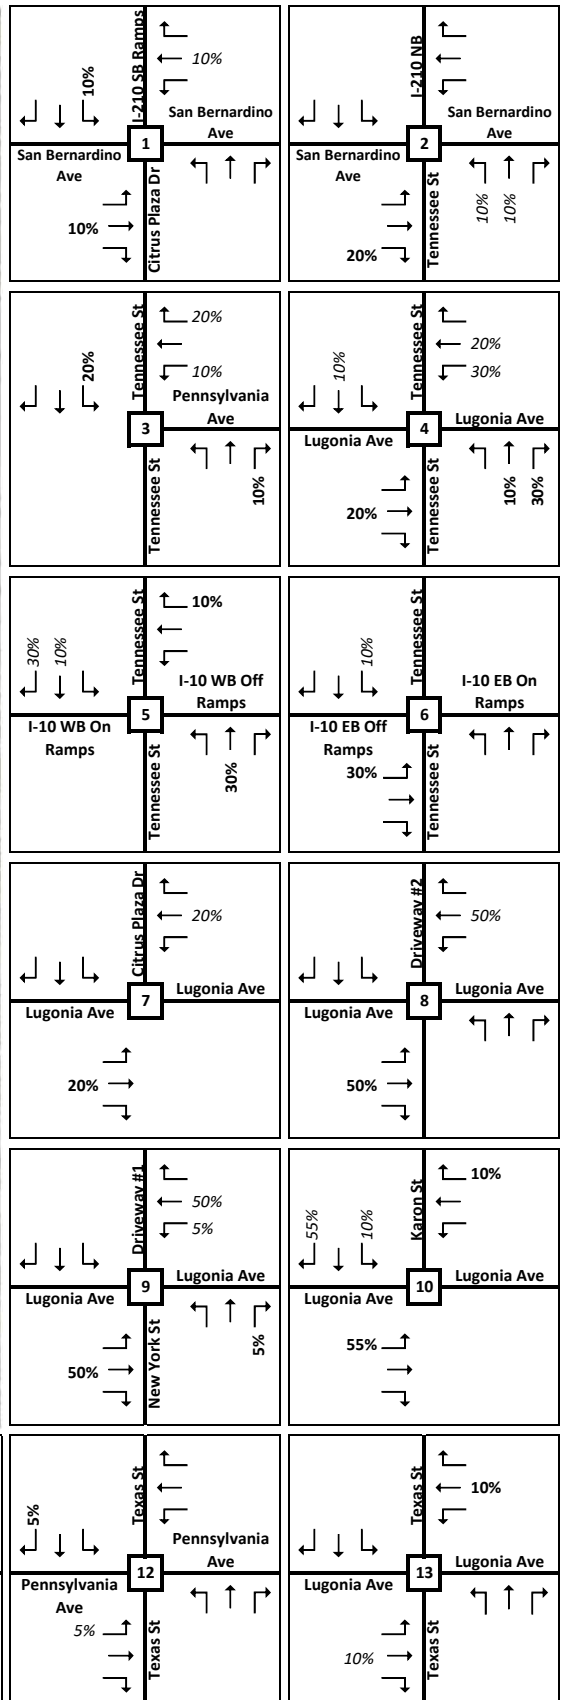 I-210 SB Ramps
10%
10%
San Bernardino
Ave
1
San Bernardino
Ave
10%
Citrus Plaza Dr
I-210 NB
San Bernardino
Ave
2
San Bernardino
Ave
20%
Tennessee St
10%
10%
Tennessee St
20%
20%
10%
Pennsylvania
Ave
3
Tennessee St
10%
Tennessee St
10%
20%
30%
Lugonia Ave
4
Lugonia Ave
20%
Tennessee St
10%
30%
Tennessee St
30%
10%
10%
I-10 WB Off
Ramps
5
I-10 WB On
Ramps
Tennessee St
30%
Tennessee St
10%
I-10 EB On
Ramps
6
I-10 EB Off
Ramps
30%
Tennessee St
Citrus Plaza Dr
20%
Lugonia Ave
7
Lugonia Ave
20%
Driveway #2
50%
Lugonia Ave
8
Lugonia Ave
50%
Driveway #1
50%
5%
Lugonia Ave
9
Lugonia Ave
50%
New York St
5%
Karon St
55%
10%
10%
Lugonia Ave
10
Lugonia Ave
55%
Texas St
5%
Pennsylvania
Ave
12
Pennsylvania
Ave
5%
Texas St
Texas St
10%
Lugonia Ave
13
Lugonia Ave
10%
Texas St